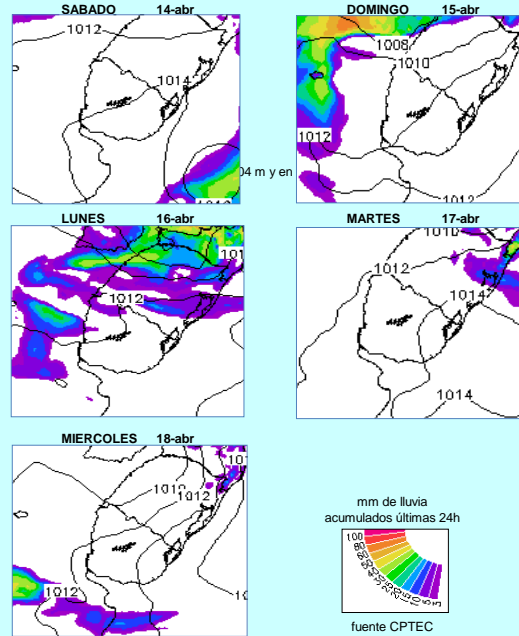 SABADO 14-abr
1012
1014
DOMINGO 15-abr
1008
1010
1012
1012
04 m y en
LUNES 16-abr
1012
MARTES 17-abr
1010
1012
1014
1014
MIERCOLES 18-abr
1012
1012
mm de lluvia
acumulados últimas 24h
100
fuente CPTEC